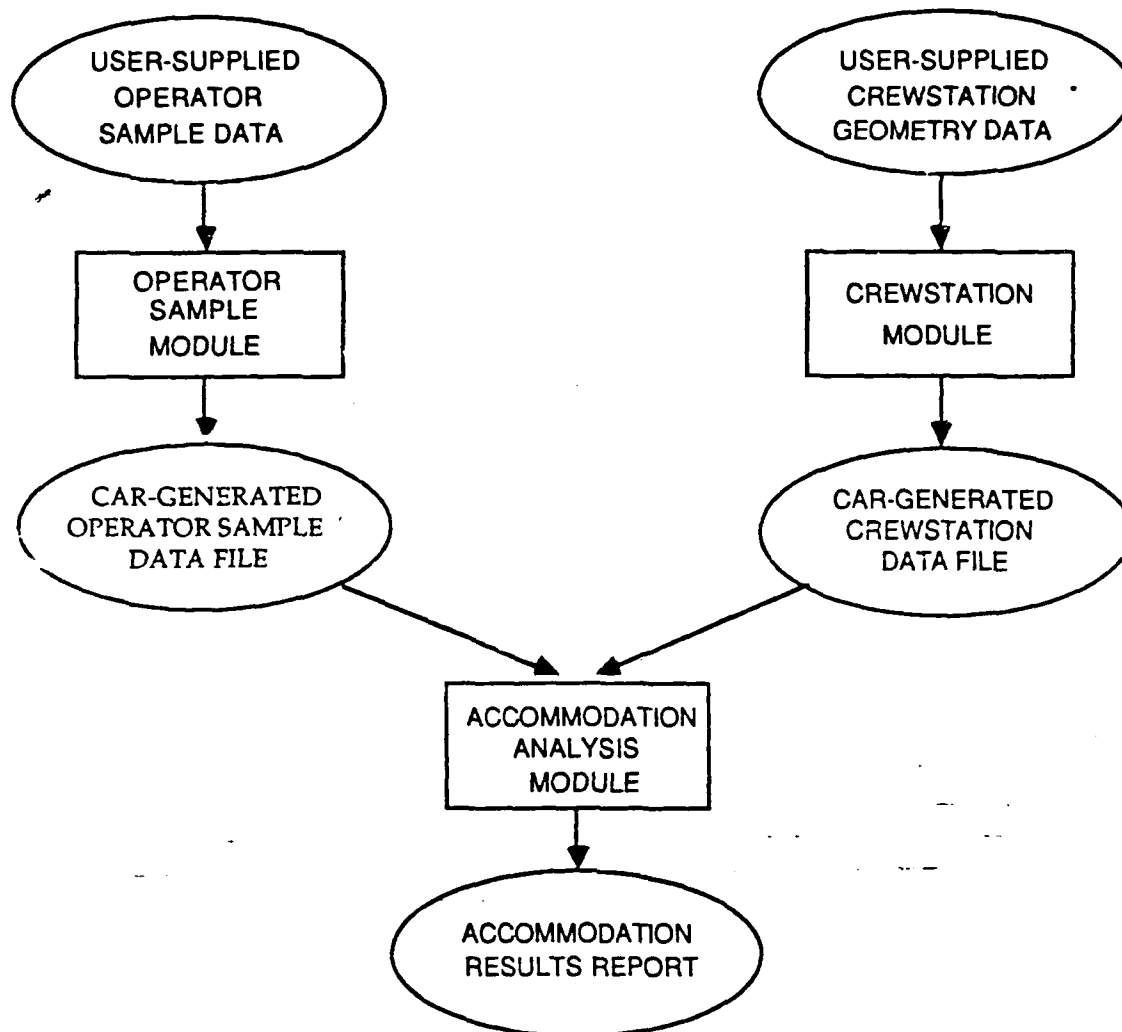 USER-SUPPLIED
OPERATOR
SAMPLE DATA
USER-SUPPLIED
CREWSTATION
GEOMETRY DATA
OPERATOR
SAMPLE
MODULE
CREWSTATION
MODULE
CAR-GENERATED
OPERATOR SAMPLE
DATA FILE
CAR-GENERATED
CREWSTATION
DATA FILE
ACCOMMODATION
ANALYSIS
MODULE
ACCOMMODATION
RESULTS REPORT